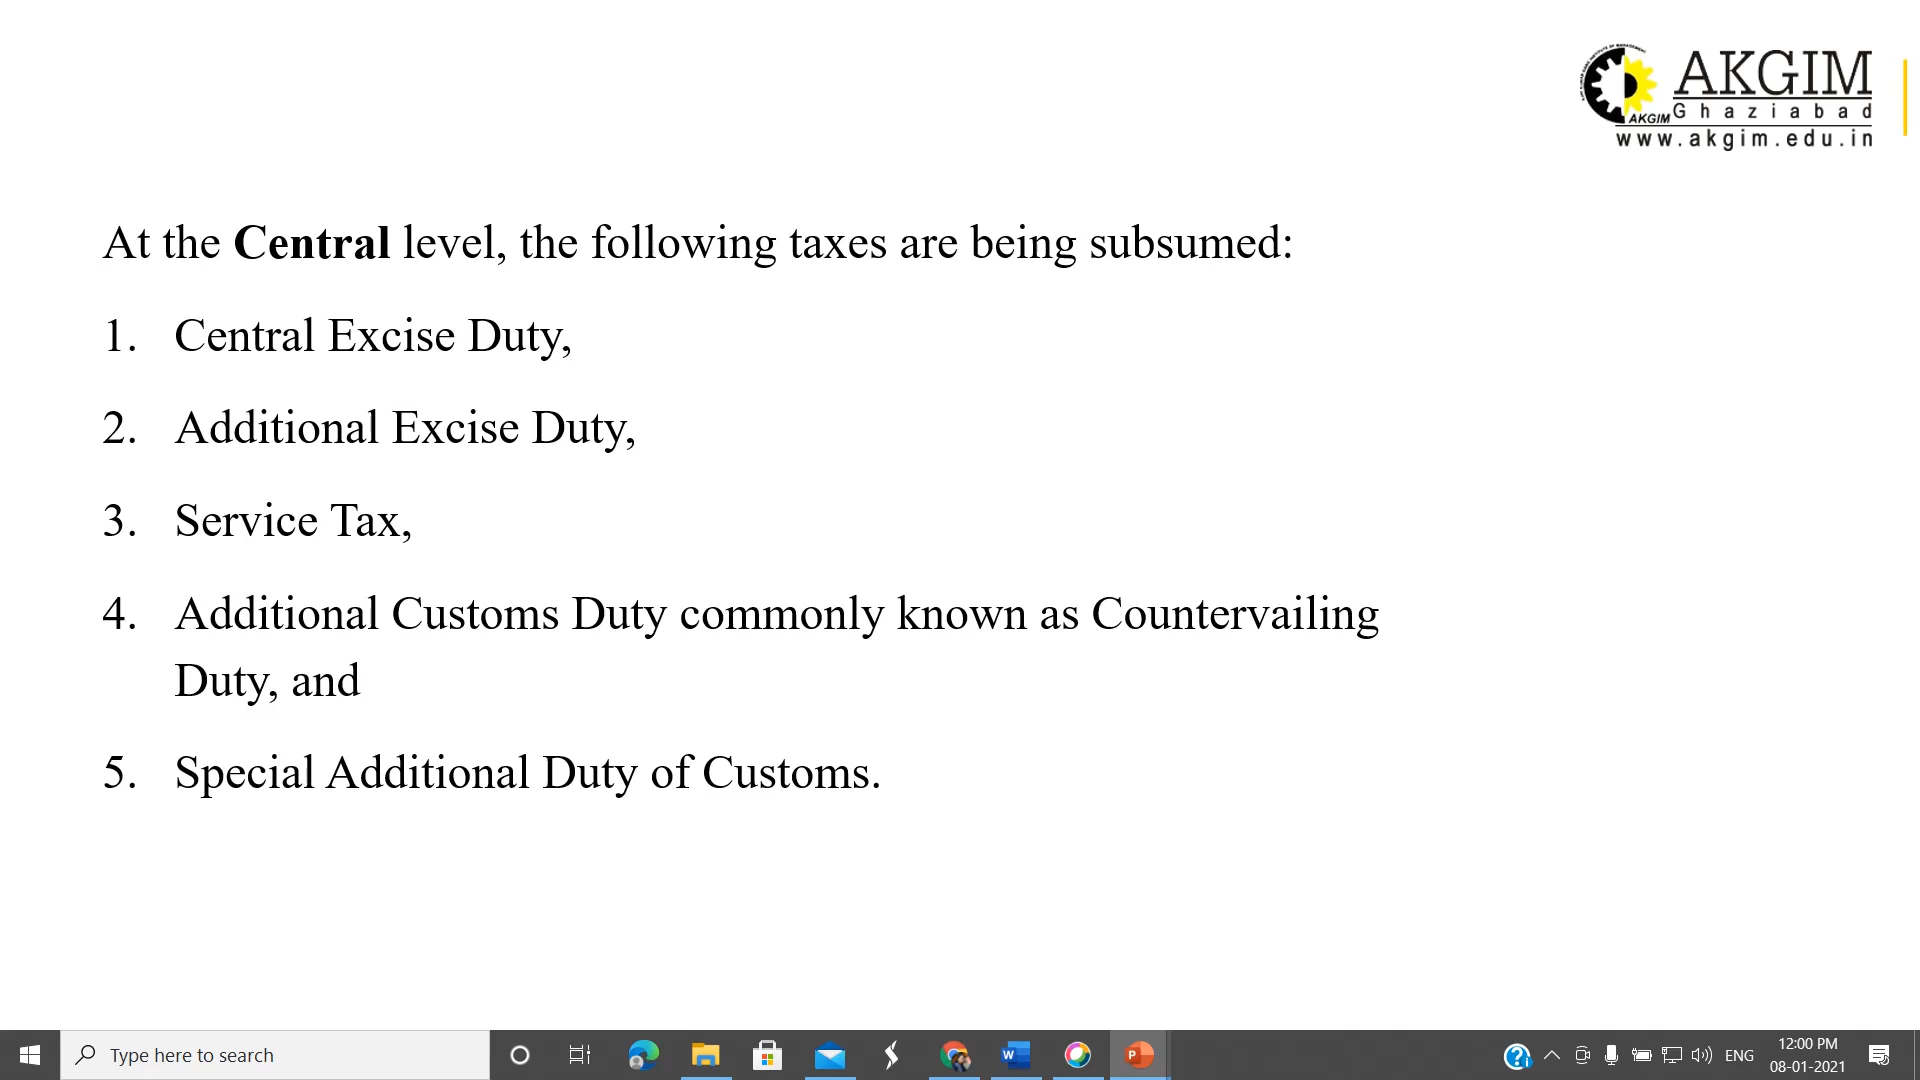 AKGIM
Ghaziabad
AKGIM
www.akgim.edu.in
At the Central level, the following taxes are being subsumed:
1. Central Excise Duty,
2. Additional Excise Duty,
3. Service Tax,
4. Additional Customs Duty commonly known as Countervailing
Duty, and
5. Special Additional Duty of Customs.
Type here to search
ENG
12:00 PM
08-01-2021